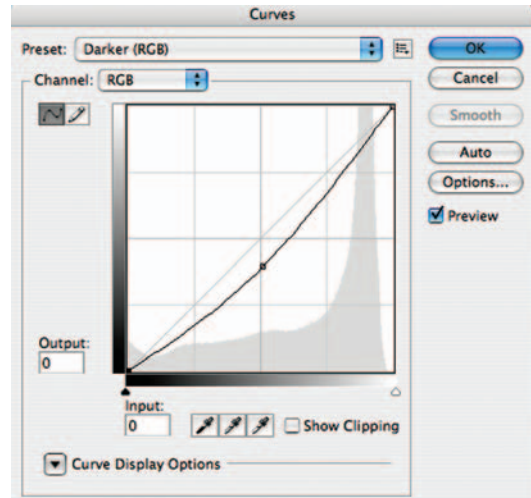 Curves
Preset: Darker (RGB)
OK
Channel: RGB
Cancel
Smooth
Auto
Options...
Preview
Output:
0
Input:
0
Show Clipping
Curve Display Options